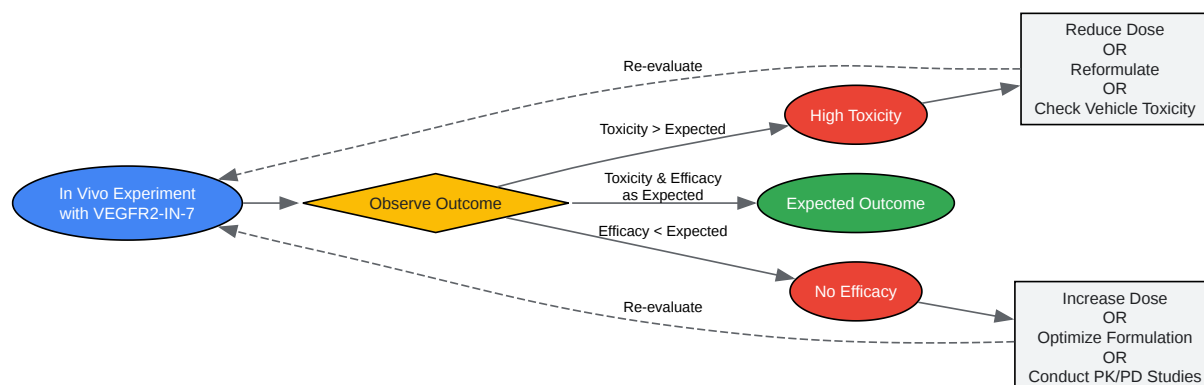 Reduce Dose
OR
Reformulate
OR
Check Vehicle Toxicity
Re-evaluate
High Toxicity
Toxicity > Expected
In Vivo Experiment
with VEGFR2-IN-7
Observe Outcome
Toxicity & Efficacy
as Expected
Expected Outcome
Efficacy < Expected
No Efficacy
Re-evaluate
Increase Dose
OR
Optimize Formulation
OR
Conduct PK/PD Studies